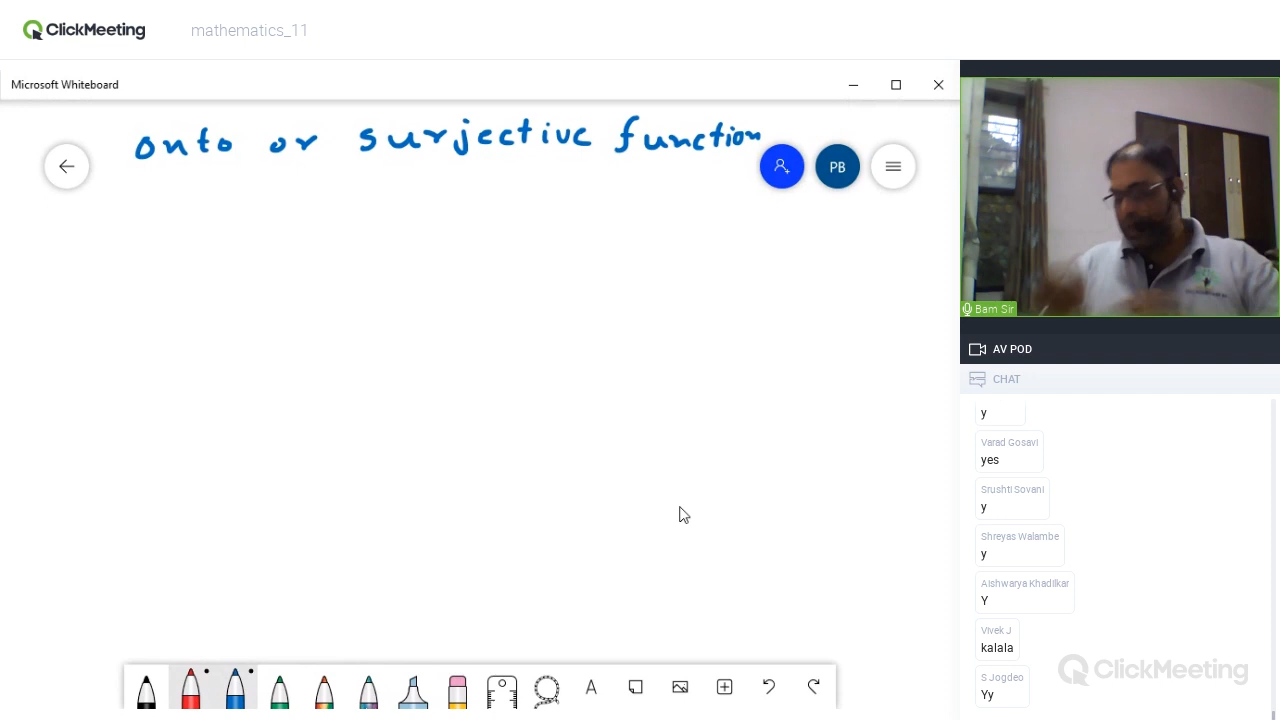 ClickMeeting
mathematics_11
Microsoft Whiteboard
onto or surjective function
PB
Bam Sir
AV POD
CHAT
y
Varad Gosavi
yes
Srushti Sovani
y
Shreyas Walambe
y
Aishwarya Khadilkar
Y
Vivek J
kalala
S Jogdeo
Yy
ClickMeeting
A